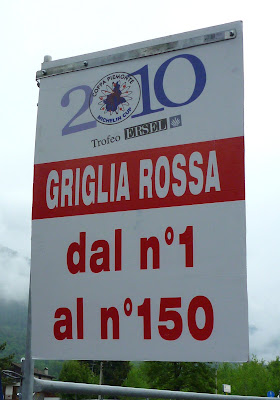 2010
COPPA PIEMONTE
MICHELIN CUP
Trofeo ERSEL
GRIGLIA ROSSA
dal n°1
al n°150